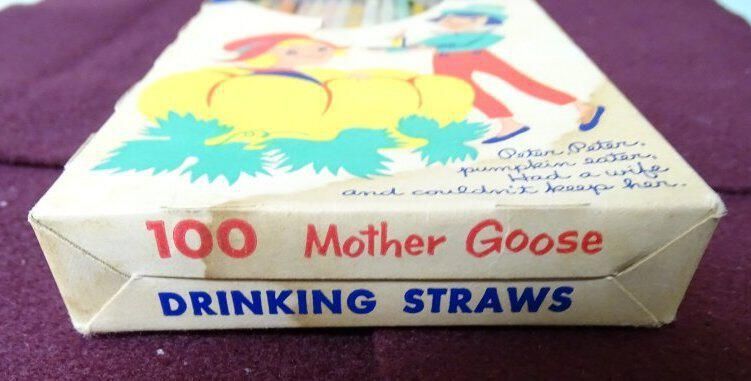 Peter, Peter,
pumpkin eater,
Had a wife
and couldn't keep her.
100 Mother Goose
DRINKING STRAWS